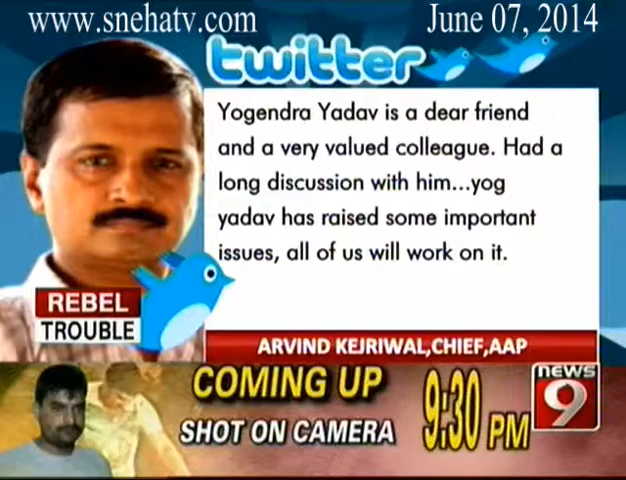 www.snehatv.com
June 07, 2014
twitter
Yogendra Yadav is a dear friend
and a very valued colleague. Had a
long discussion with him...yog
yadav has raised some important
issues, all of us will work on it.
REBEL
TROUBLE
ARVIND KEJRIWAL,CHIEF,AAP
COMING UP
SHOT ON CAMERA
9:30 PM
NEWS
9